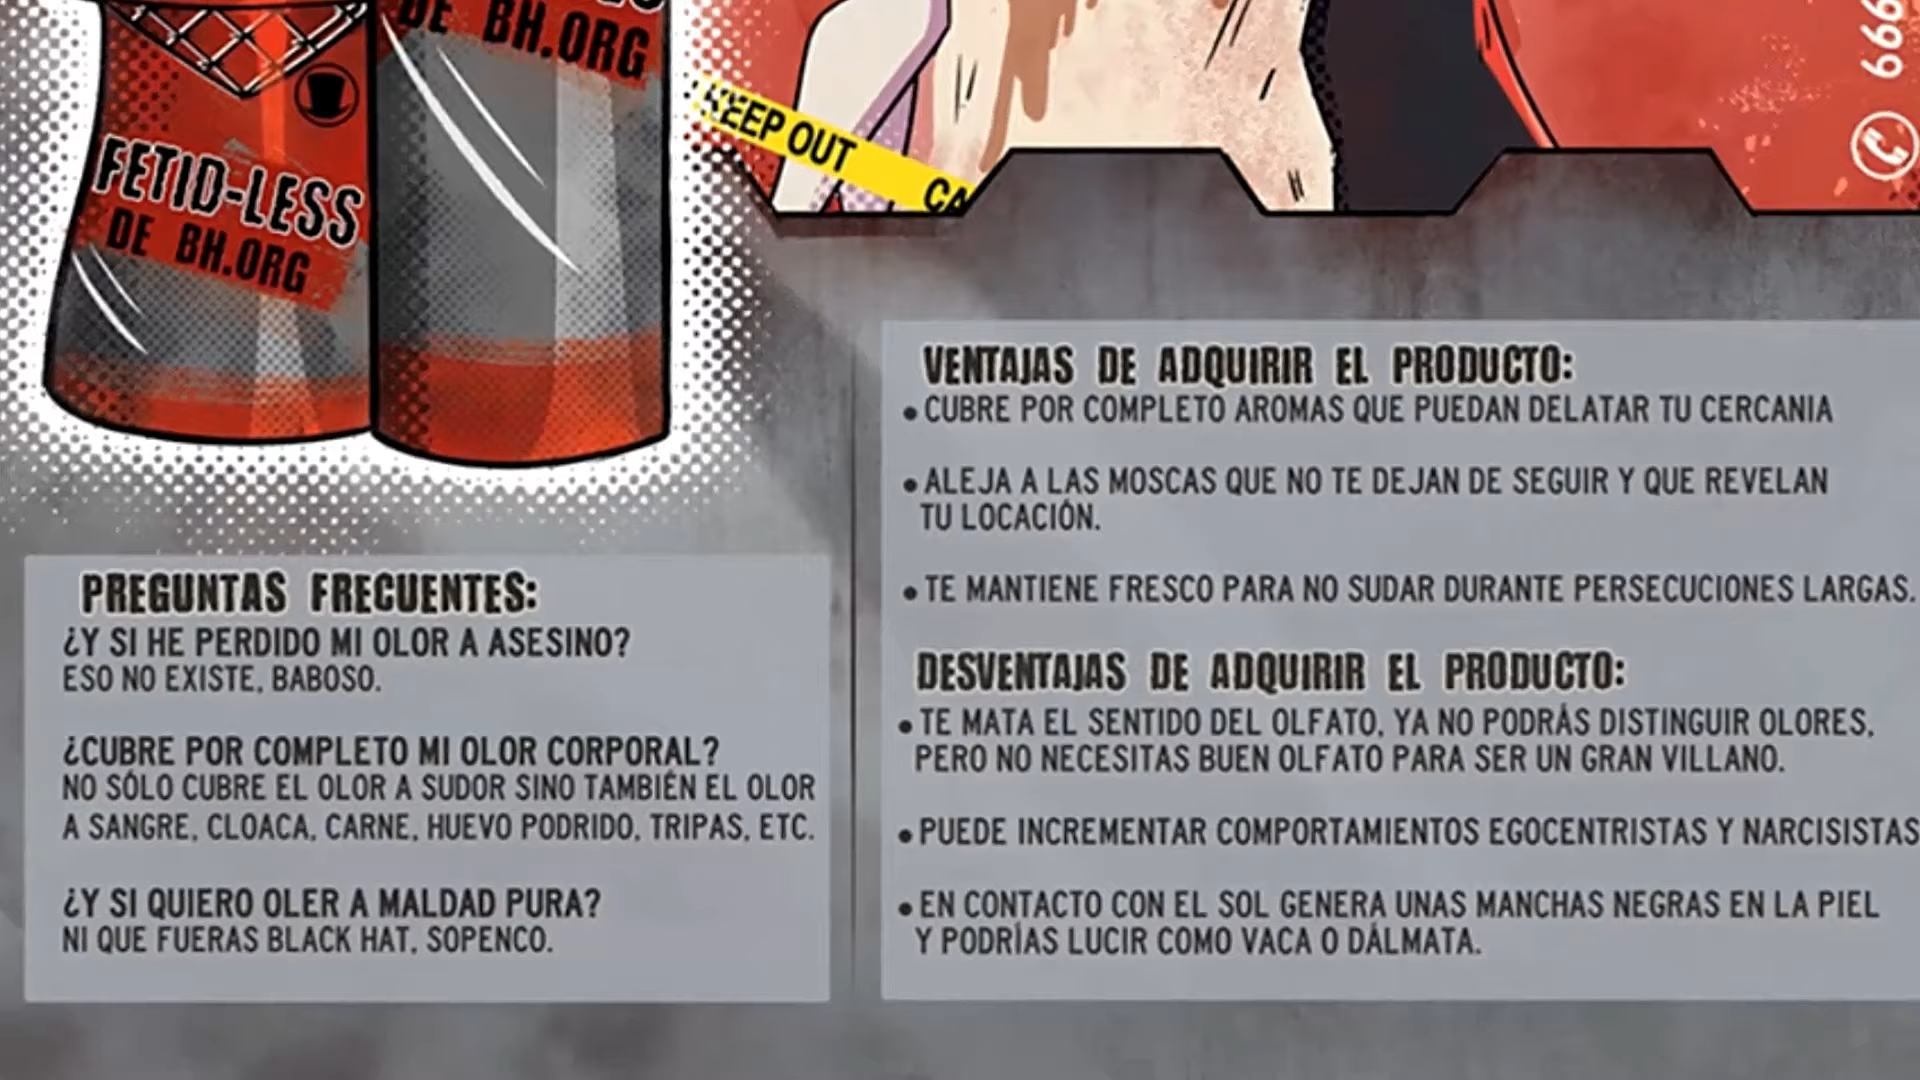 DE BH.ORG
FETID-LESS
DE BH.ORG
KEEP OUT
666
PREGUNTAS FRECUENTES:
¿Y SI HE PERDIDO MI OLOR A ASESINO?
ESO NO EXISTE, BABOSO.
¿CUBRE POR COMPLETO MI OLOR CORPORAL?
NO SÓLO CUBRE EL OLOR A SUDOR SINO TAMBIÉN EL OLOR
A SANGRE, CLOACA, CARNE, HUEVO PODRIDO, TRIPAS, ETC.
¿Y SI QUIERO OLER A MALDAD PURA?
NI QUE FUERAS BLACK HAT, SOPENCO.
VENTAJAS DE ADQUIRIR EL PRODUCTO:
• CUBRE POR COMPLETO AROMAS QUE PUEDAN DELATAR TU CERCANIA
• ALEJA A LAS MOSCAS QUE NO TE DEJAN DE SEGUIR Y QUE REVELAN
TU LOCACIÓN.
• TE MANTIENE FRESCO PARA NO SUDAR DURANTE PERSECUCIONES LARGAS.
DESVENTAJAS DE ADQUIRIR EL PRODUCTO:
• TE MATA EL SENTIDO DEL OLFATO, YA NO PODRÁS DISTINGUIR OLORES,
PERO NO NECESITAS BUEN OLFATO PARA SER UN GRAN VILLANO.
• PUEDE INCREMENTAR COMPORTAMIENTOS EGOCENTRISTAS Y NARCISISTAS
• EN CONTACTO CON EL SOL GENERA UNAS MANCHAS NEGRAS EN LA PIEL
Y PODRÍAS LUCIR COMO VACA O DÁLMATA.